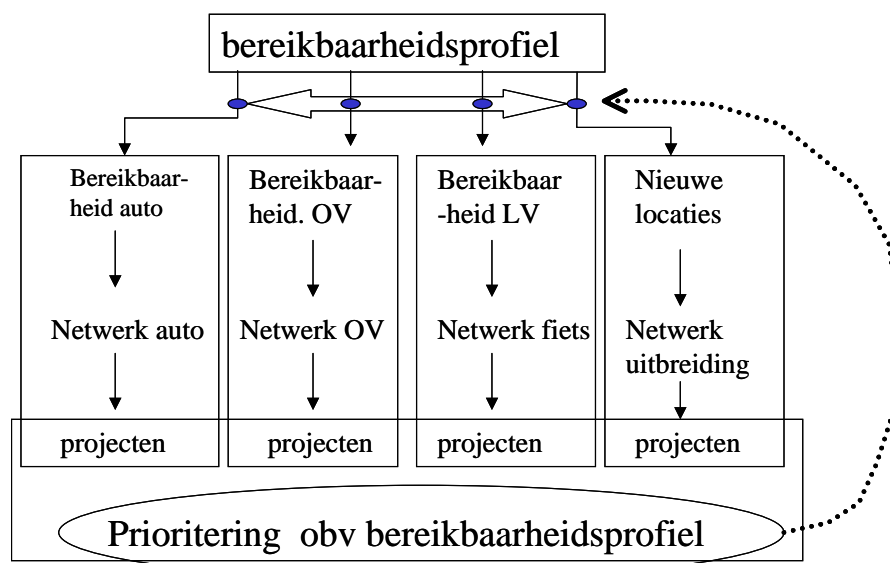 bereikbaarheidsprofiel
Bereikbaar-
heid auto
Netwerk auto
projecten
Bereikbaar-
heid. OV
Netwerk OV
projecten
Bereikbaar
-heid LV
Netwerk fiets
projecten
Nieuwe
locaties
Netwerk
uitbreiding
projecten
Prioritering obv bereikbaarheidsprofiel